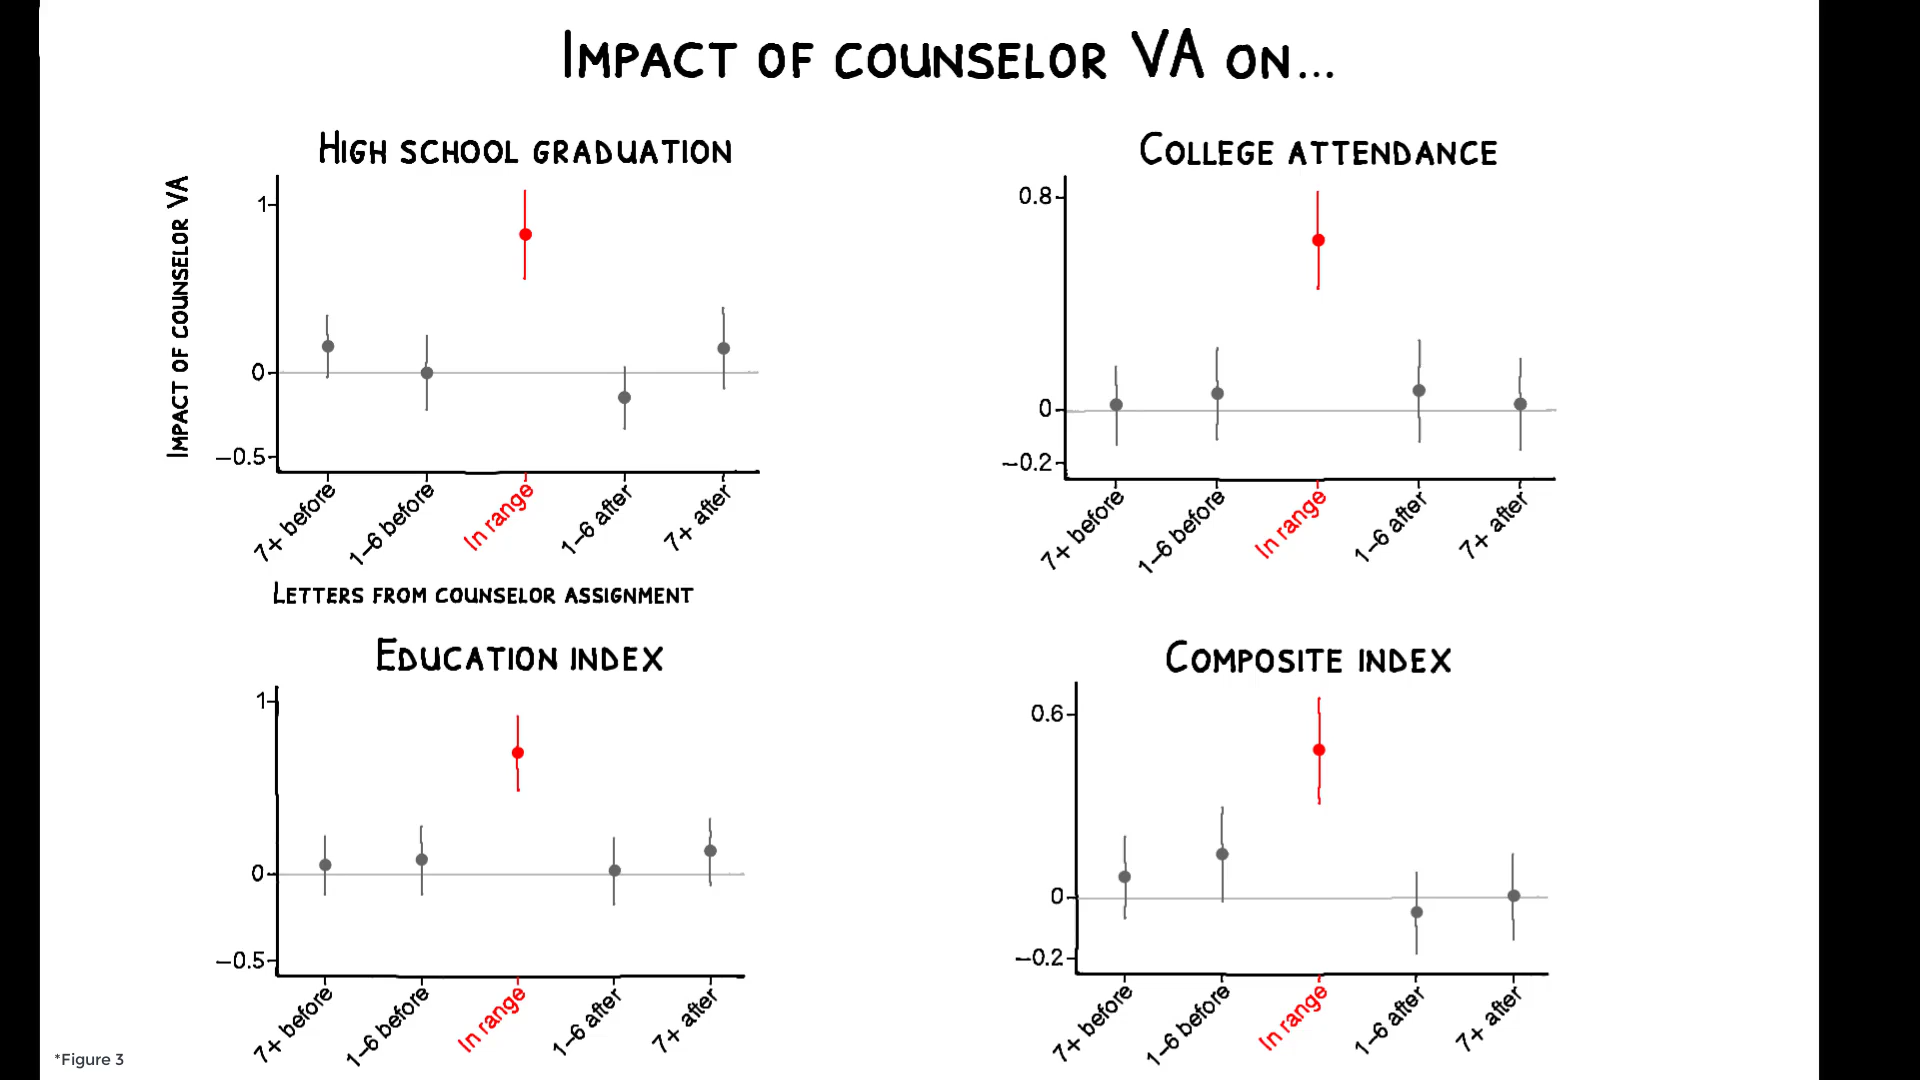 IMPACT OF COUNSELOR VA ON...
HIGH SCHOOL GRADUATION
IMPACT OF COUNSELOR VA
1
0
–0.5
7+ before
1–6 before
In range
1–6 after
7+ after
LETTERS FROM COUNSELOR ASSIGNMENT
COLLEGE ATTENDANCE
0.8
0
–0.2
7+ before
1–6 before
In range
1–6 after
7+ after
EDUCATION INDEX
1
0
–0.5
7+ before
1–6 before
In range
1–6 after
7+ after
COMPOSITE INDEX
0.6
0
–0.2
7+ before
1–6 before
In range
1–6 after
7+ after
*Figure 3